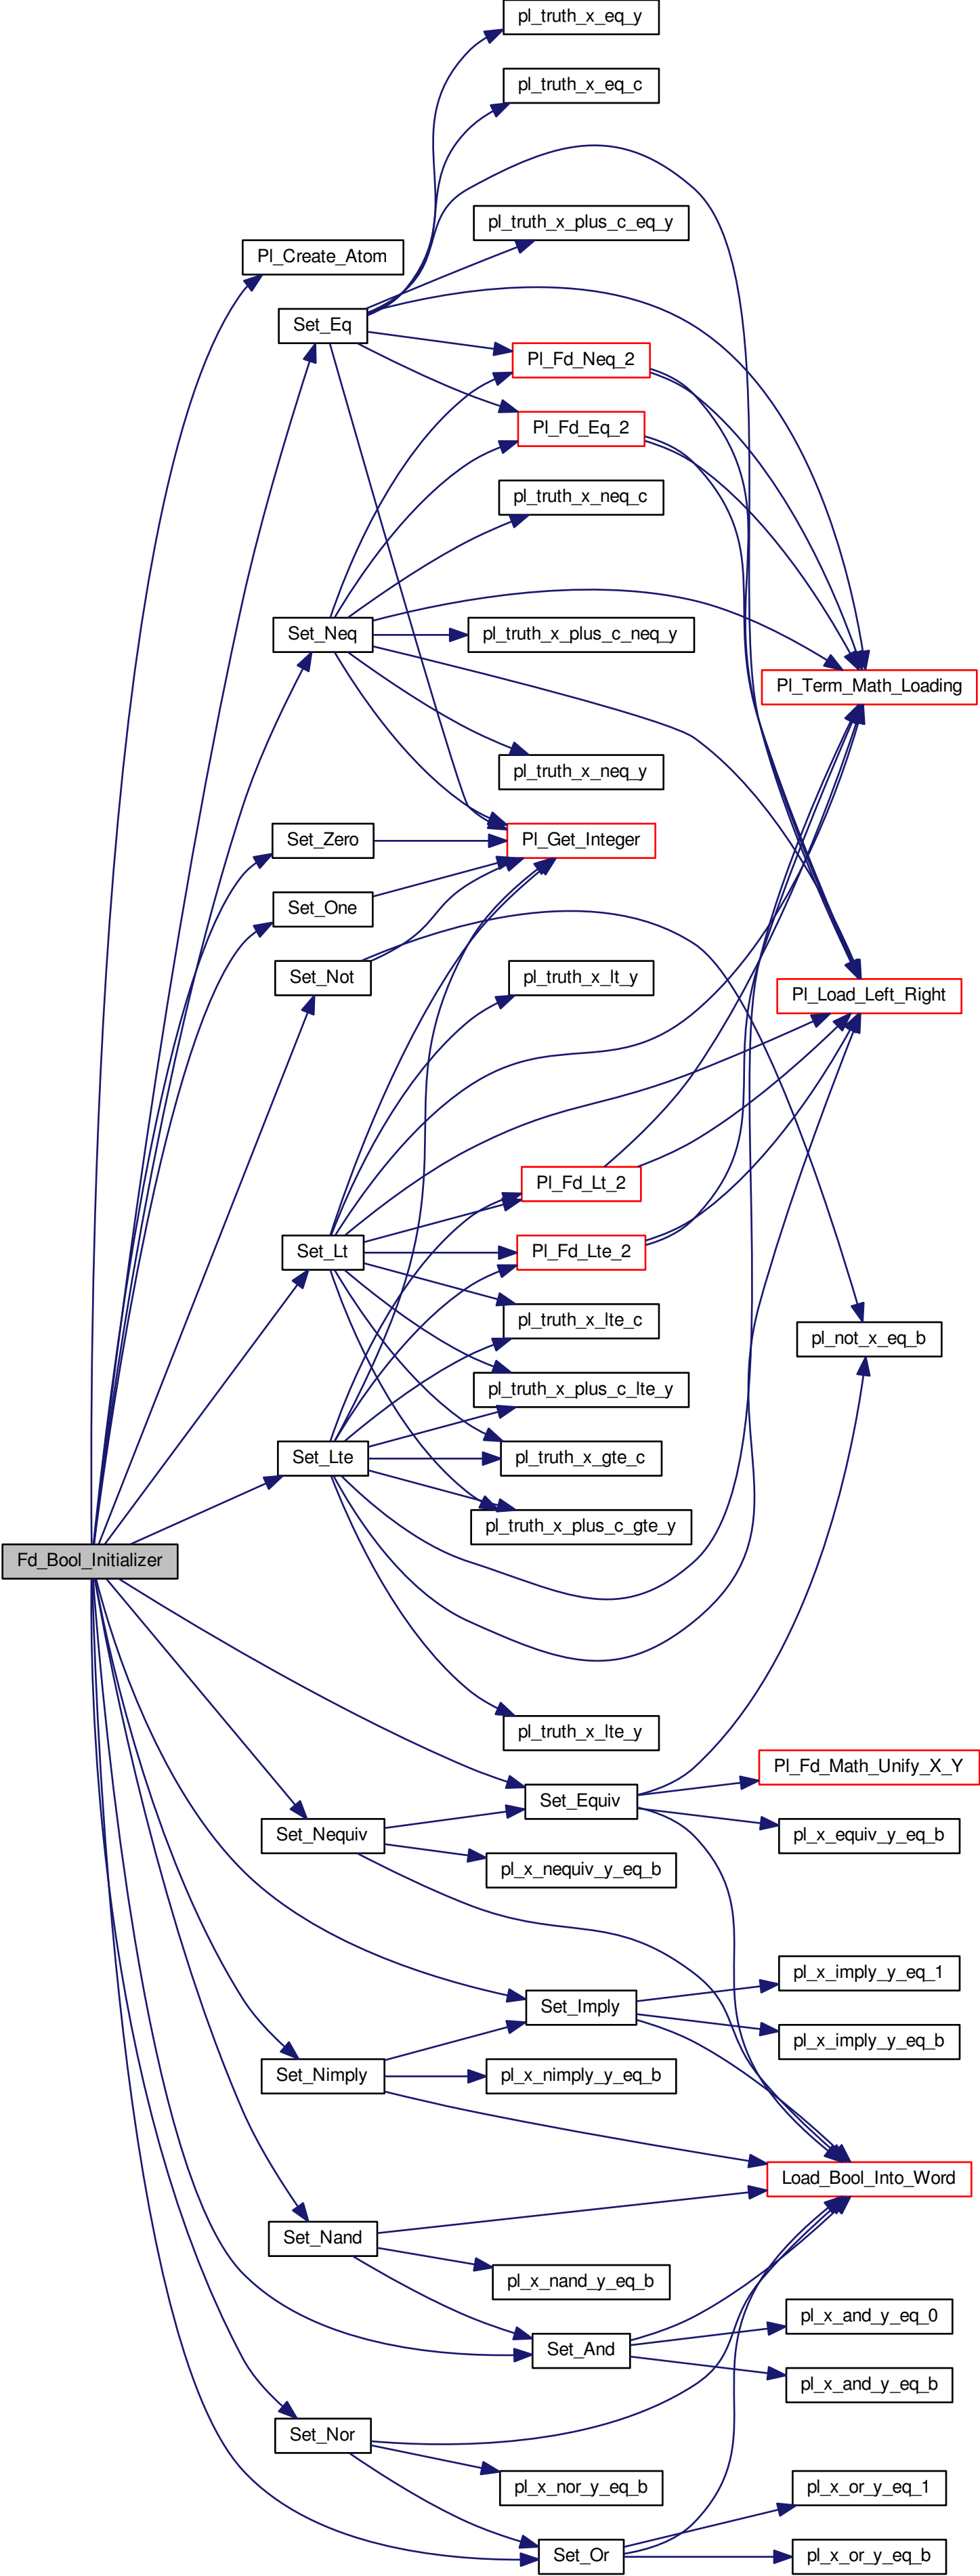 pl_truth_x_eq_y
pl_truth_x_eq_c
pl_truth_x_plus_c_eq_y
Pl_Create_Atom
Set_Eq
Pl_Fd_Neq_2
Pl_Fd_Eq_2
pl_truth_x_neq_c
Set_Neq
pl_truth_x_plus_c_neq_y
Pl_Term_Math_Loading
pl_truth_x_neq_y
Set_Zero
Pl_Get_Integer
Set_One
Set_Not
pl_truth_x_lt_y
Pl_Load_Left_Right
Pl_Fd_Lt_2
Set_Lt
Pl_Fd_Lte_2
pl_truth_x_lte_c
pl_not_x_eq_b
pl_truth_x_plus_c_lte_y
Set_Lte
pl_truth_x_gte_c
pl_truth_x_plus_c_gte_y
Fd_Bool_Initializer
pl_truth_x_lte_y
Pl_Fd_Math_Unify_X_Y
Set_Equiv
Set_Nequiv
pl_x_equiv_y_eq_b
pl_x_nequiv_y_eq_b
pl_x_imply_y_eq_1
Set_Imply
pl_x_imply_y_eq_b
Set_Nimply
pl_x_nimply_y_eq_b
Load_Bool_Into_Word
Set_Nand
pl_x_nand_y_eq_b
pl_x_and_y_eq_0
Set_And
pl_x_and_y_eq_b
Set_Nor
pl_x_nor_y_eq_b
pl_x_or_y_eq_1
Set_Or
pl_x_or_y_eq_b